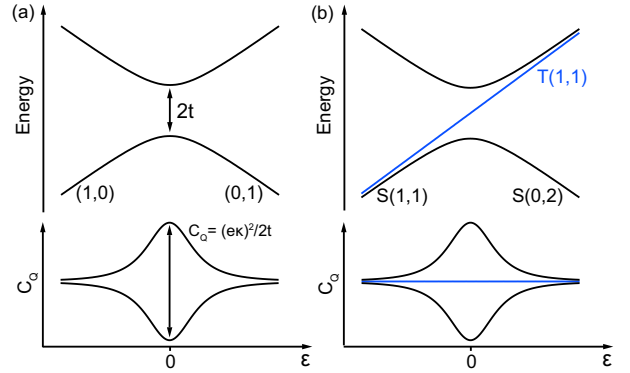 (a)
Energy
2t
(1,0)
(0,1)
C_Q
C_Q = (eκ)²/2t
0
ε
(b)
Energy
T(1,1)
S(1,1)
S(0,2)
C_Q
0
ε